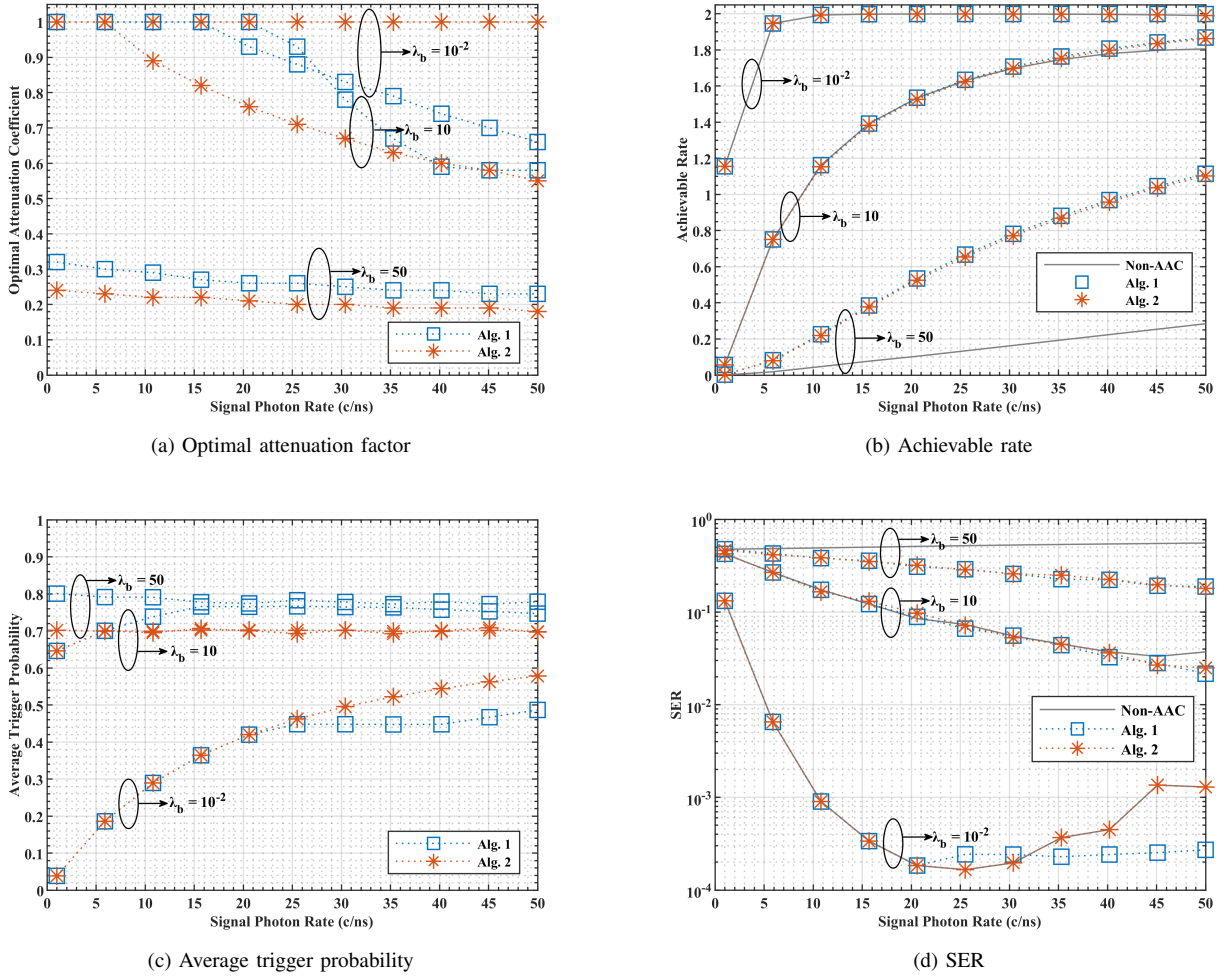 1
0.9
0.8
0.7
0.6
0.5
0.4
0.3
0.2
0.1
0
0 5 10 15 20 25 30 35 40 45 50
Optimal Attenuation Coefficient
Signal Photon Rate (c/ns)
λb = 10-2
λb = 10
λb = 50
Alg. 1
Alg. 2
(a) Optimal attenuation factor
2
1.8
1.6
1.4
1.2
1
0.8
0.6
0.4
0.2
0
0 5 10 15 20 25 30 35 40 45 50
Achievable Rate
Signal Photon Rate (c/ns)
λb = 10-2
λb = 10
λb = 50
Non-AAC
Alg. 1
Alg. 2
(b) Achievable rate
1
0.9
0.8
0.7
0.6
0.5
0.4
0.3
0.2
0.1
0
0 5 10 15 20 25 30 35 40 45 50
Average Trigger Probability
Signal Photon Rate (c/ns)
λb = 50
λb = 10
λb = 10-2
Alg. 1
Alg. 2
(c) Average trigger probability
100
10-1
10-2
10-3
10-4
0 5 10 15 20 25 30 35 40 45 50
SER
Signal Photon Rate (c/ns)
λb = 50
λb = 10
λb = 10-2
Non-AAC
Alg. 1
Alg. 2
(d) SER